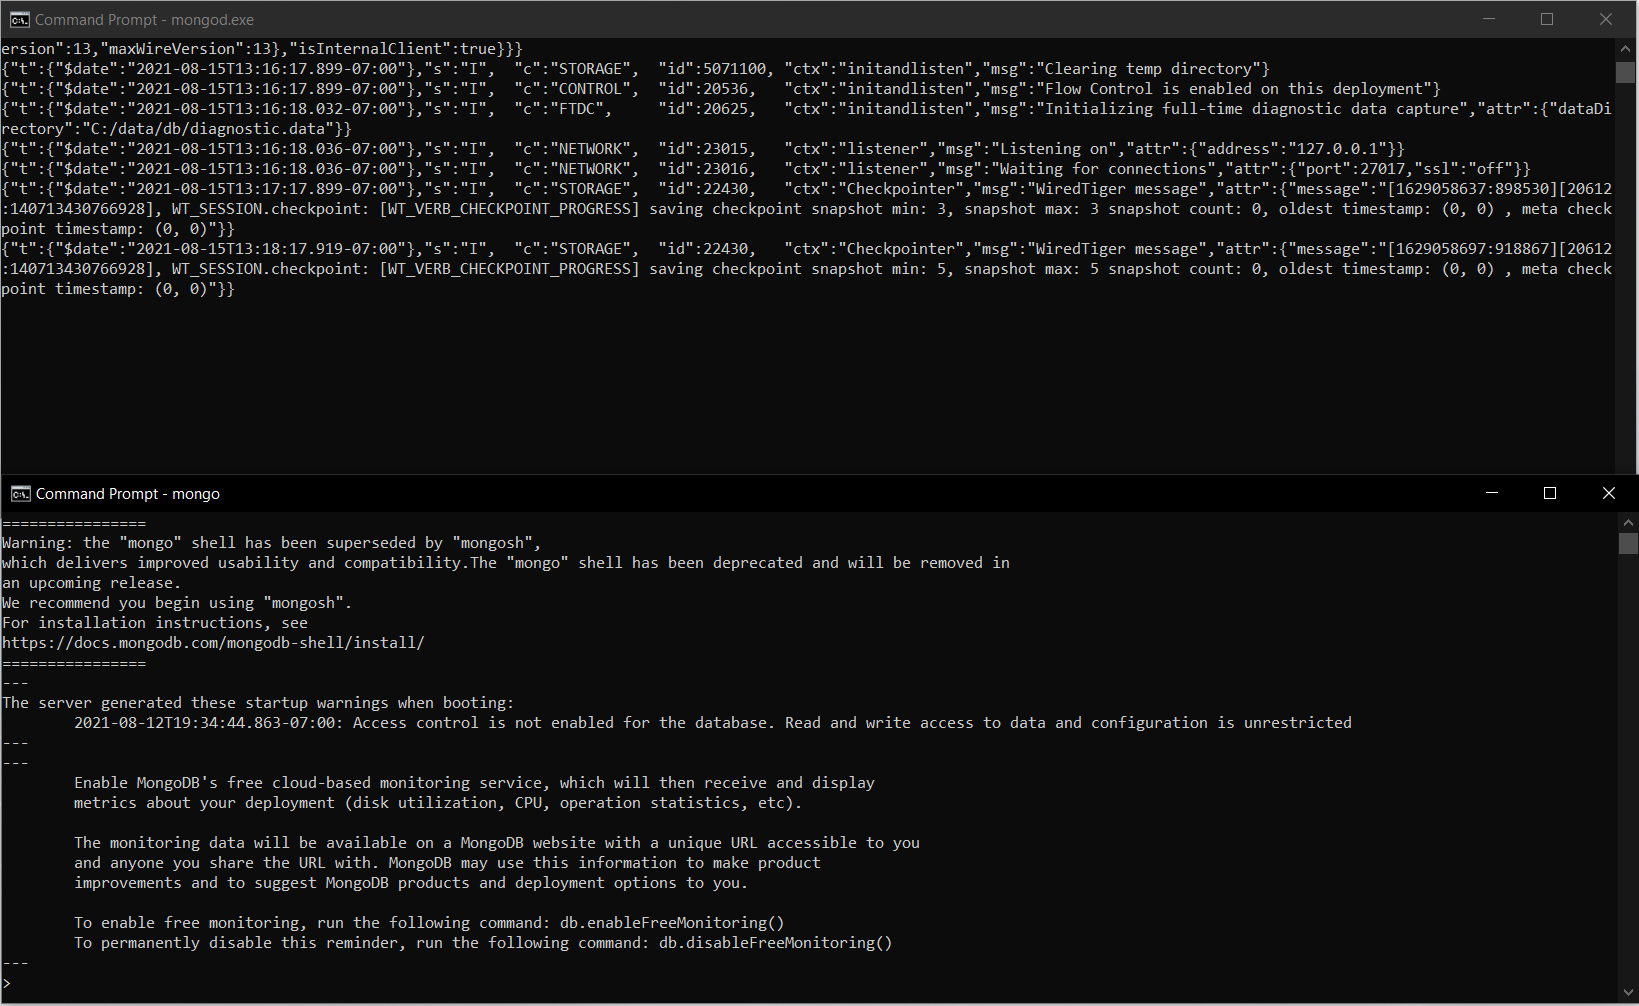 Command Prompt - mongod.exe
ersion":13,"maxWireVersion":13},"isInternalClient":true}}}
{"t":{"$date":"2021-08-15T13:16:17.899-07:00"},"s":"I",  "c":"STORAGE",  "id":5071100, "ctx":"initandlisten","msg":"Clearing temp directory"}
{"t":{"$date":"2021-08-15T13:16:17.899-07:00"},"s":"I",  "c":"CONTROL",  "id":20536,   "ctx":"initandlisten","msg":"Flow Control is enabled on this deployment"}
{"t":{"$date":"2021-08-15T13:16:18.032-07:00"},"s":"I",  "c":"FTDC",     "id":20625,   "ctx":"initandlisten","msg":"Initializing full-time diagnostic data capture","attr":{"dataDi
rectory":"C:/data/db/diagnostic.data"}}
{"t":{"$date":"2021-08-15T13:16:18.036-07:00"},"s":"I",  "c":"NETWORK",  "id":23015,   "ctx":"listener","msg":"Listening on","attr":{"address":"127.0.0.1"}}
{"t":{"$date":"2021-08-15T13:16:18.036-07:00"},"s":"I",  "c":"NETWORK",  "id":23016,   "ctx":"listener","msg":"Waiting for connections","attr":{"port":27017,"ssl":"off"}}
{"t":{"$date":"2021-08-15T13:17:17.899-07:00"},"s":"I",  "c":"STORAGE",  "id":22430,   "ctx":"Checkpointer","msg":"WiredTiger message","attr":{"message":"[1629058637:898530][20612
:140713430766928], WT_SESSION.checkpoint: [WT_VERB_CHECKPOINT_PROGRESS] saving checkpoint snapshot min: 3, snapshot max: 3 snapshot count: 0, oldest timestamp: (0, 0) , meta check
point timestamp: (0, 0)"}}
{"t":{"$date":"2021-08-15T13:18:17.919-07:00"},"s":"I",  "c":"STORAGE",  "id":22430,   "ctx":"Checkpointer","msg":"WiredTiger message","attr":{"message":"[1629058697:918867][20612
:140713430766928], WT_SESSION.checkpoint: [WT_VERB_CHECKPOINT_PROGRESS] saving checkpoint snapshot min: 5, snapshot max: 5 snapshot count: 0, oldest timestamp: (0, 0) , meta check
point timestamp: (0, 0)"}}
Command Prompt - mongo
================
Warning: the "mongo" shell has been superseded by "mongosh",
which delivers improved usability and compatibility.The "mongo" shell has been deprecated and will be removed in
an upcoming release.
We recommend you begin using "mongosh".
For installation instructions, see
https://docs.mongodb.com/mongodb-shell/install/
================
---
The server generated these startup warnings when booting:
        2021-08-12T19:34:44.863-07:00: Access control is not enabled for the database. Read and write access to data and configuration is unrestricted
---
---
        Enable MongoDB's free cloud-based monitoring service, which will then receive and display
        metrics about your deployment (disk utilization, CPU, operation statistics, etc).

        The monitoring data will be available on a MongoDB website with a unique URL accessible to you
        and anyone you share the URL with. MongoDB may use this information to make product
        improvements and to suggest MongoDB products and deployment options to you.

        To enable free monitoring, run the following command: db.enableFreeMonitoring()
        To permanently disable this reminder, run the following command: db.disableFreeMonitoring()
---
>